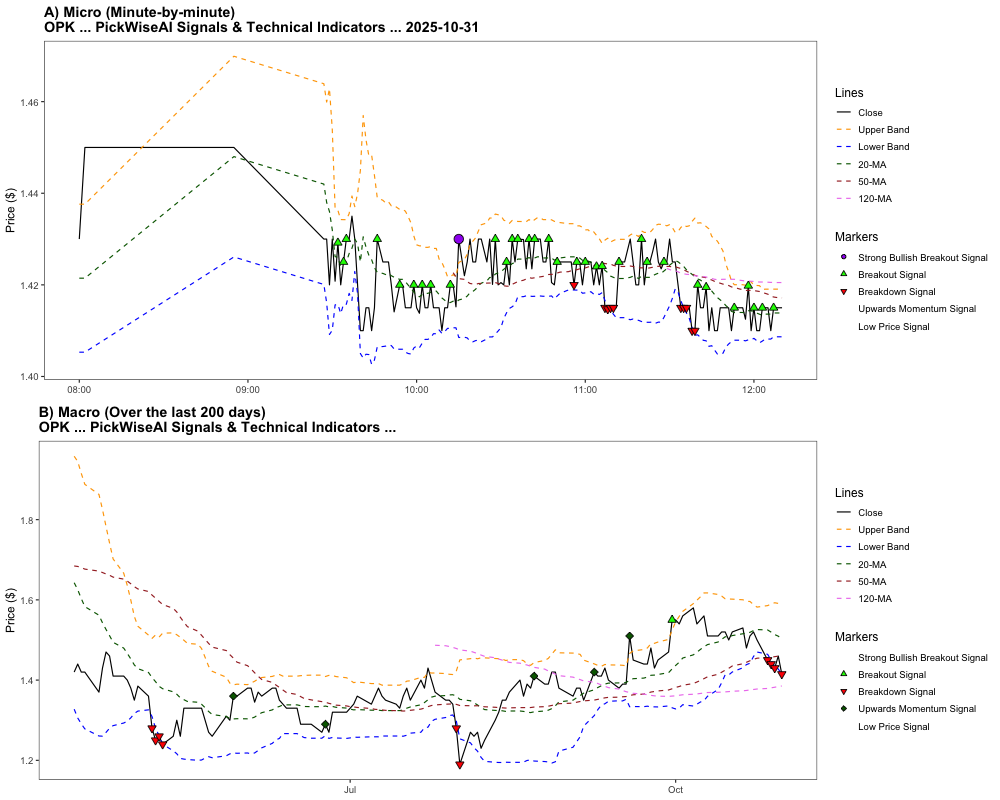 A) Micro (Minute-by-minute)
OPK ... PickWiseAI Signals & Technical Indicators ... 2025-10-31
Price ($)
1.46
1.44
1.42
1.40
08:00
09:00
10:00
11:00
12:00
Lines
Close
Upper Band
Lower Band
20-MA
50-MA
120-MA
Markers
Strong Bullish Breakout Signal
Breakout Signal
Breakdown Signal
Upwards Momentum Signal
Low Price Signal
B) Macro (Over the last 200 days)
OPK ... PickWiseAI Signals & Technical Indicators ...
Price ($)
1.8
1.6
1.4
1.2
Jul
Oct
Lines
Close
Upper Band
Lower Band
20-MA
50-MA
120-MA
Markers
Strong Bullish Breakout Signal
Breakout Signal
Breakdown Signal
Upwards Momentum Signal
Low Price Signal